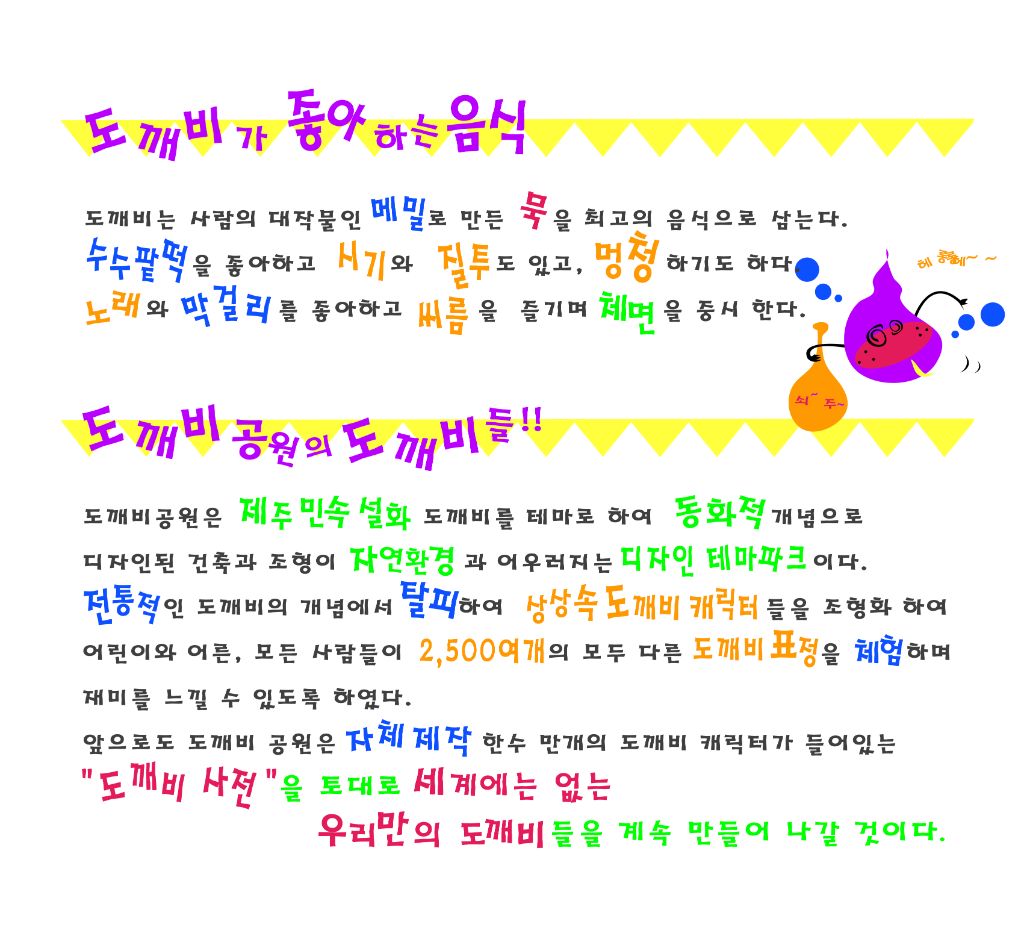 도깨비가 좋아하는음식
도깨비는 사람의 대작물인 메밀로 만든 묵을 최고의 음식으로 삼는다.
수수팥떡을 좋아하고 시기와 질투도 있고, 멍청하기도 하다.
노래와 막걸리를 좋아하고 씨름을 즐기며 체면을 중시 한다.
쇠~ 주~
도깨비공원의 도깨비들!!
도깨비공원은 제주 민속 설화 도깨비를 테마로 하여 동화적개념으로
디자인된 건축과 조형이 자연환경과 어우러지는 디자인 테마파크이다.
전통적인 도깨비의 개념에서 탈피하여 상상속 도깨비 캐릭터들을 조형화 하여
어린이와 어른, 모든 사람들이 2,500여개의 모두 다른 도깨비 표정을 체험하며
재미를 느낄 수 있도록 하였다.
앞으로도 도깨비 공원은 자체 제작 한수 만개의 도깨비 캐릭터가 들어있는
"도깨비 사전"을 토대로 세계에는 없는
우리만의 도깨비들을 계속 만들어 나갈 것이다.